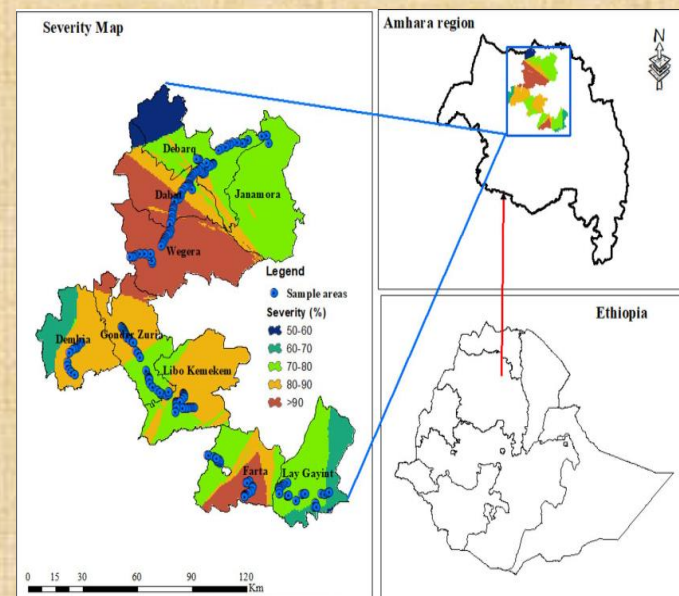 Severity Map
Debarq
Dabat
Janamora
Wegera
Legend
Sample areas
Severity (%)
50-60
60-70
70-80
80-90
>90
Dembia
Gonder Zuria
Libo Kemekem
Farta
Lay Gayint
0 15 30 60 90 120
Km
Amhara region
N
Ethiopia